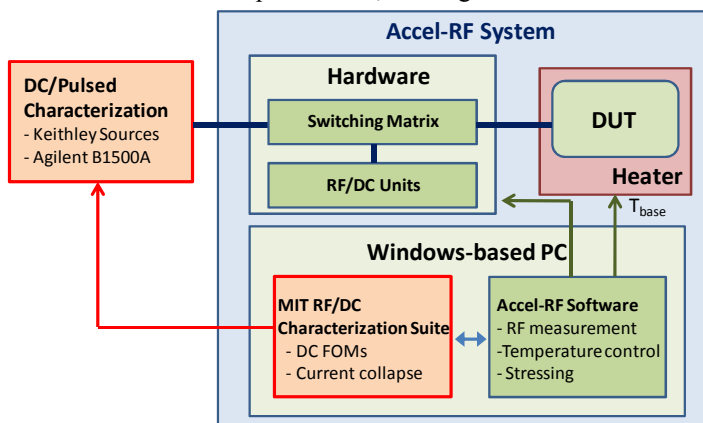 Accel-RF System
DC/Pulsed
Characterization
- Keithley Sources
- Agilent B1500A
Hardware
Switching Matrix
RF/DC Units
DUT
Heater
T base
Windows-based PC
MIT RF/DC
Characterization Suite
- DC FOMs
- Current collapse
Accel-RF Software
- RF measurement
-Temperature control
- Stressing